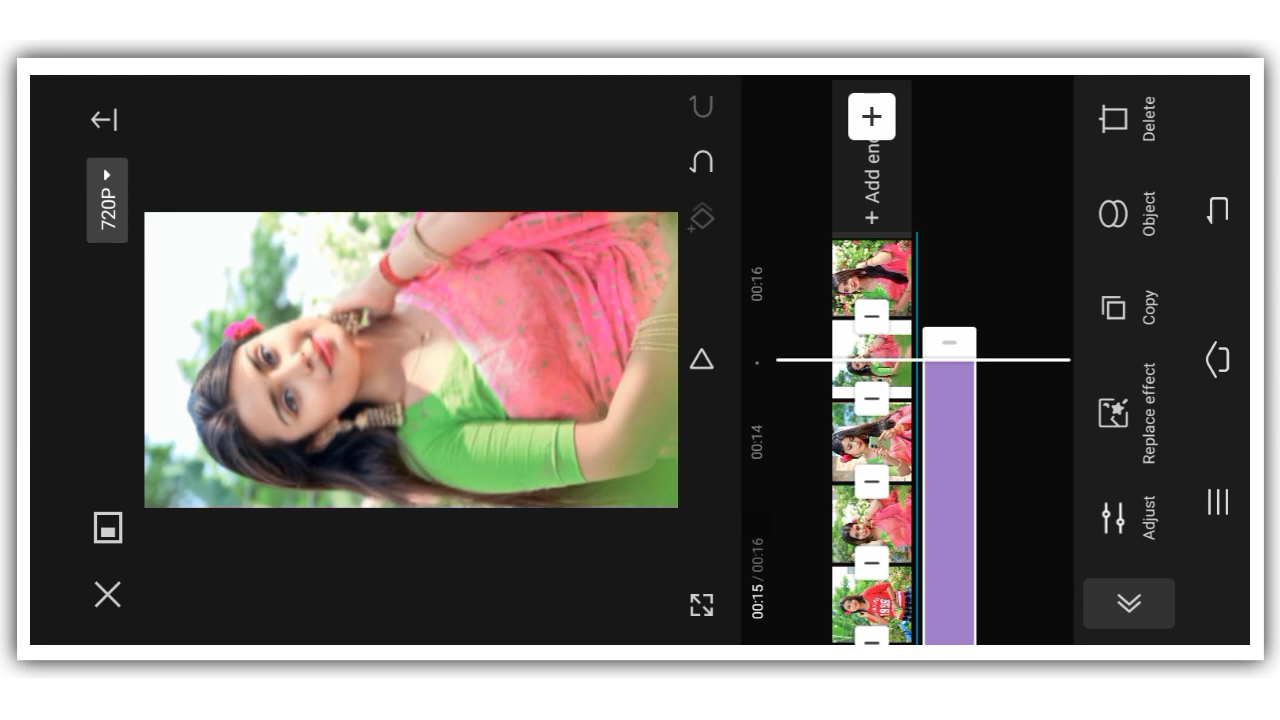 720P
00:15 / 00:16
00:14
00:16
+ Add en
Adjust
Replace effect
Copy
Object
Delete